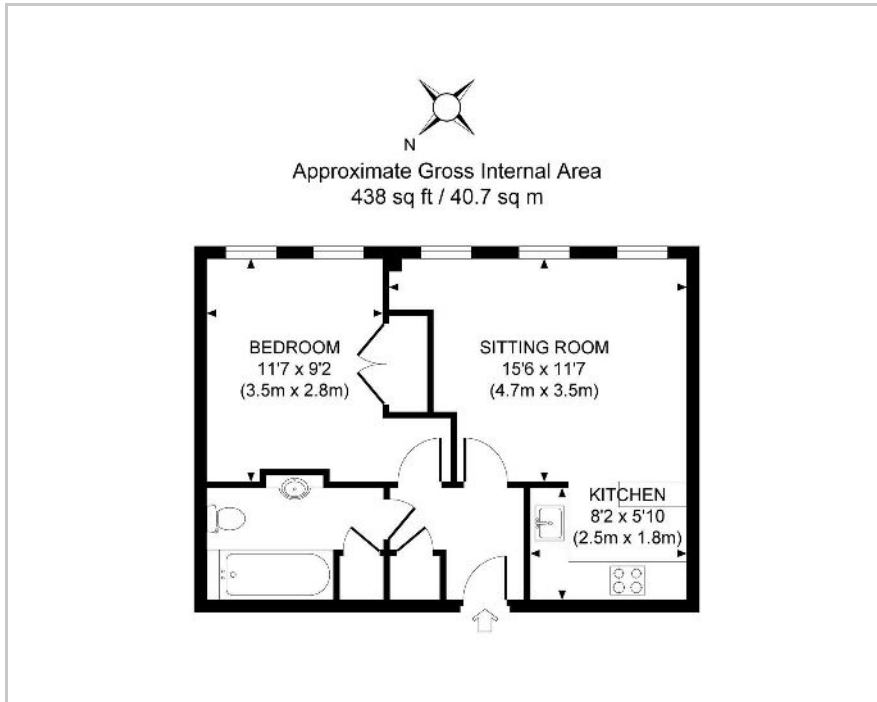 N
Approximate Gross Internal Area
438 sq ft / 40.7 sq m
BEDROOM
11'7 x 9'2
(3.5m x 2.8m)
SITTING ROOM
15'6 x 11'7
(4.7m x 3.5m)
KITCHEN
8'2 x 5'10
(2.5m x 1.8m)